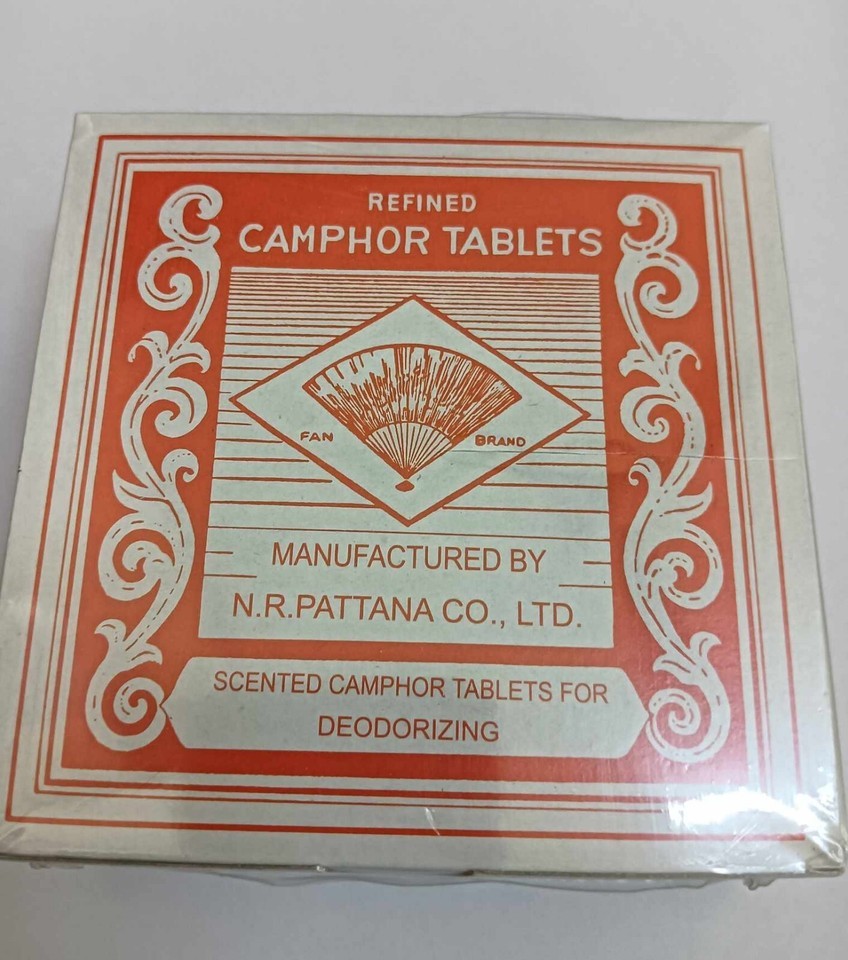 REFINED
CAMPHOR TABLETS
FAN BRAND
MANUFACTURED BY
N.R.PATTANA CO., LTD.
SCENTED CAMPHOR TABLETS FOR
DEODORIZING